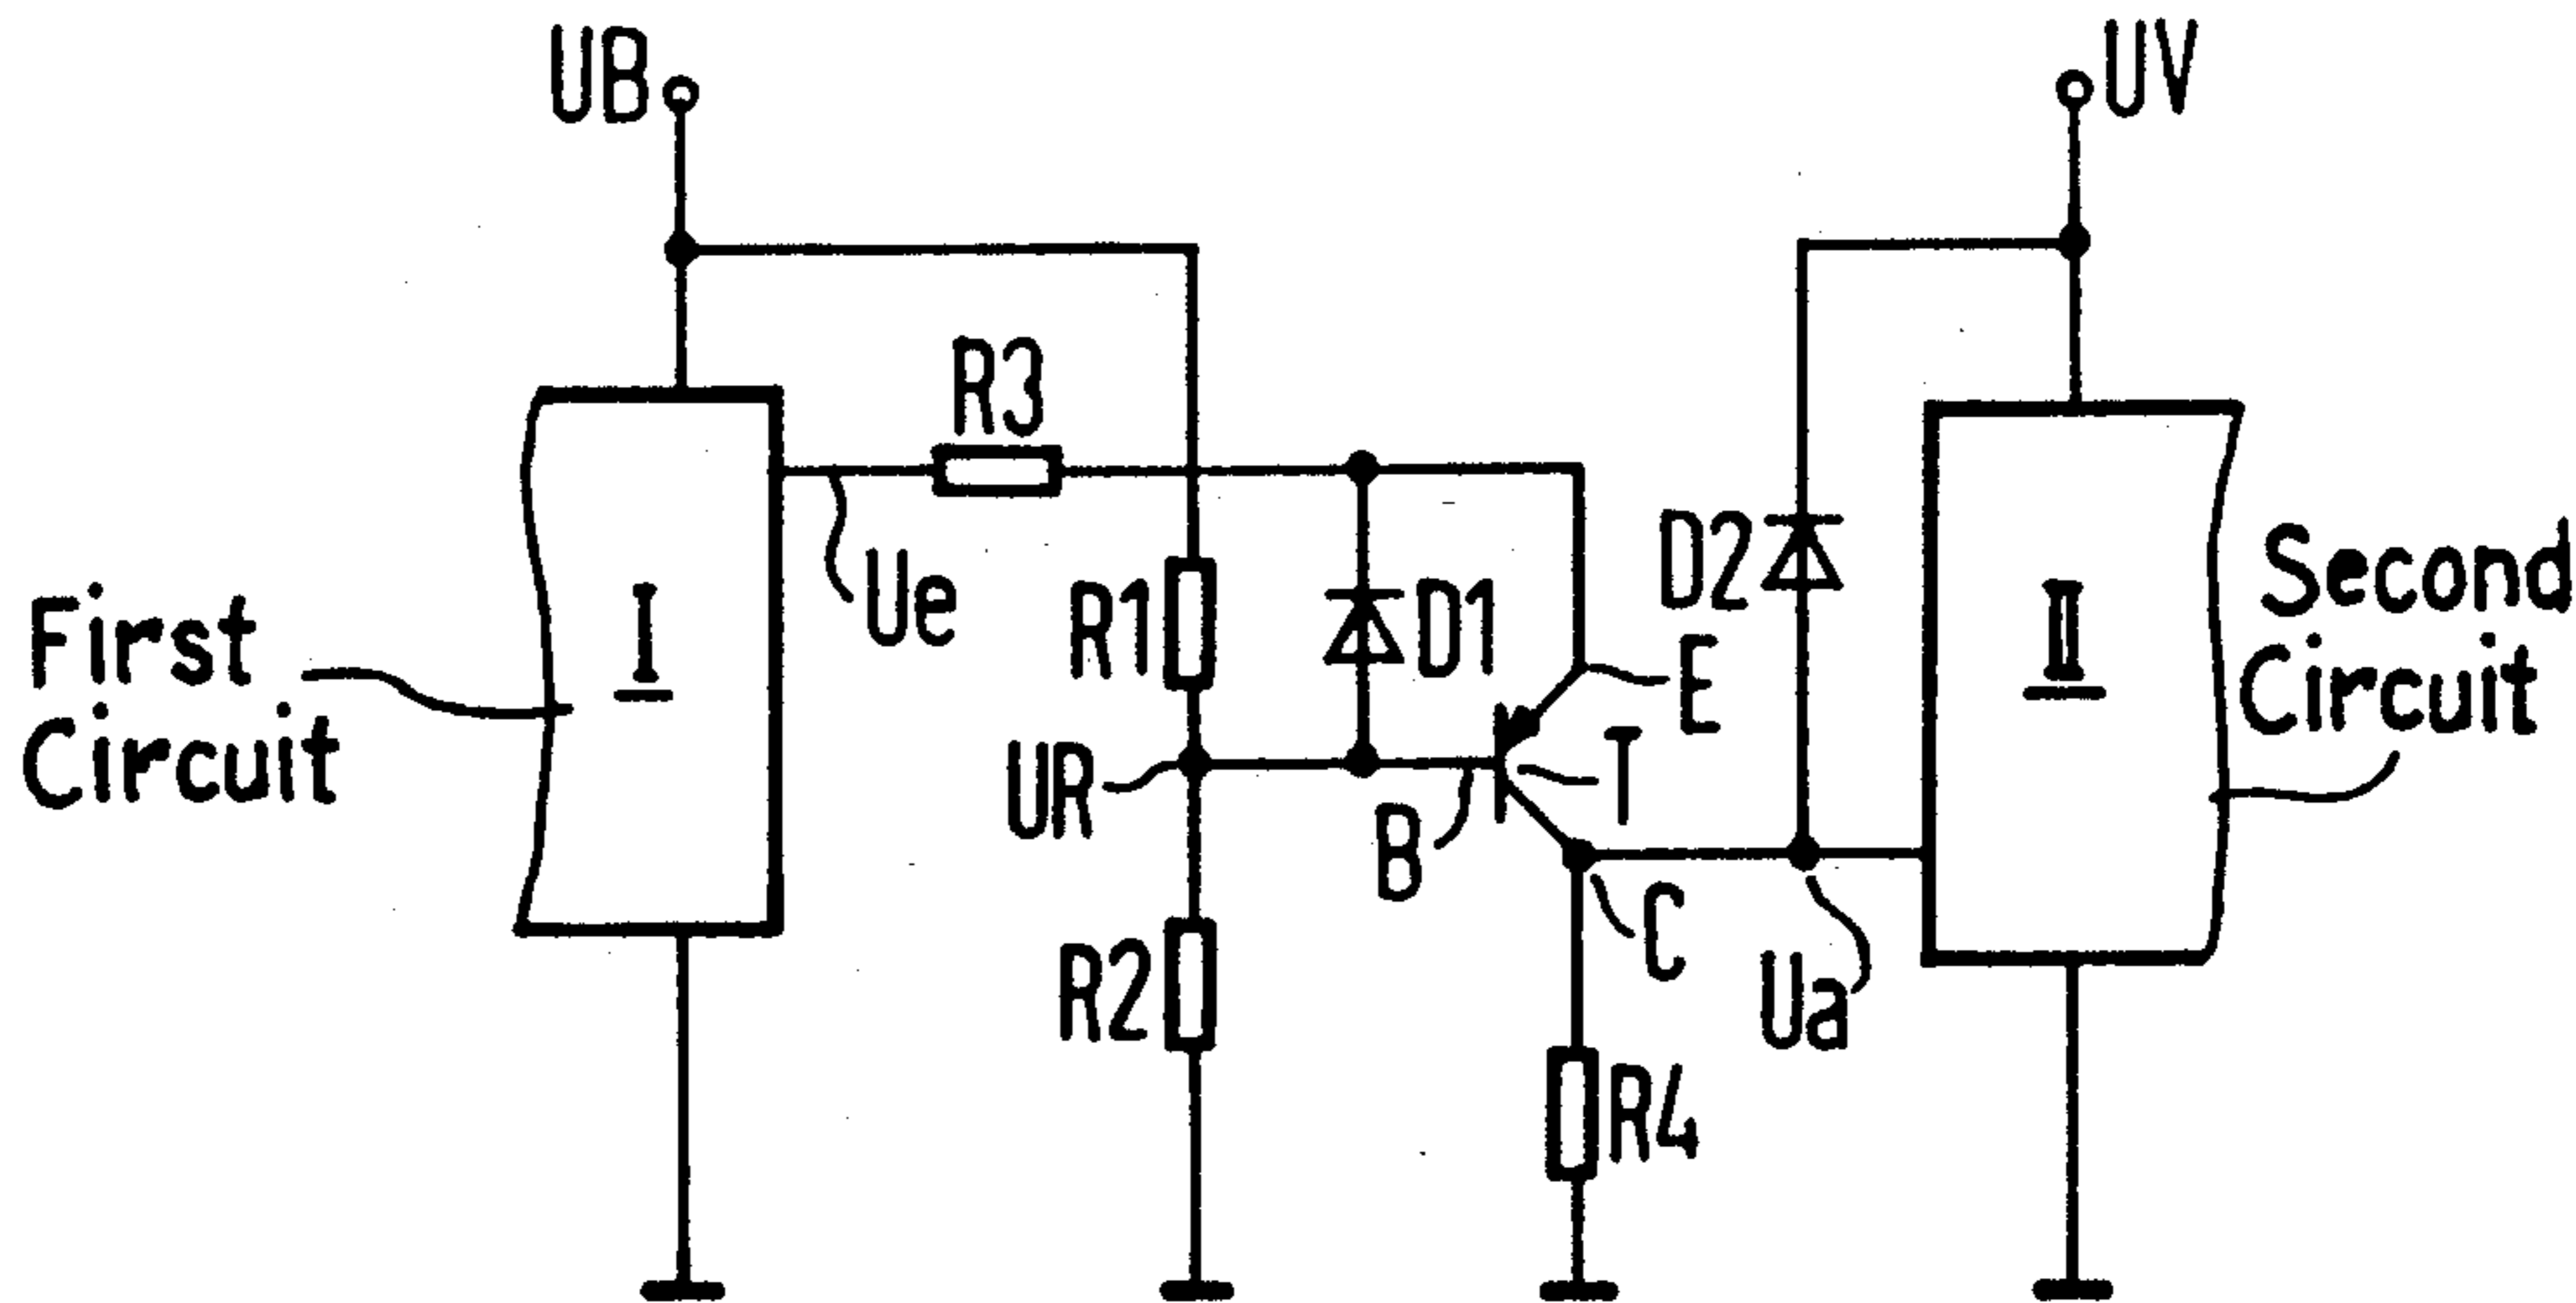 UB
UV
R3
Ue
First
Circuit
I
R1
D1
D2
E
II
Second
Circuit
UR
B
T
C
R2
Ua
R4